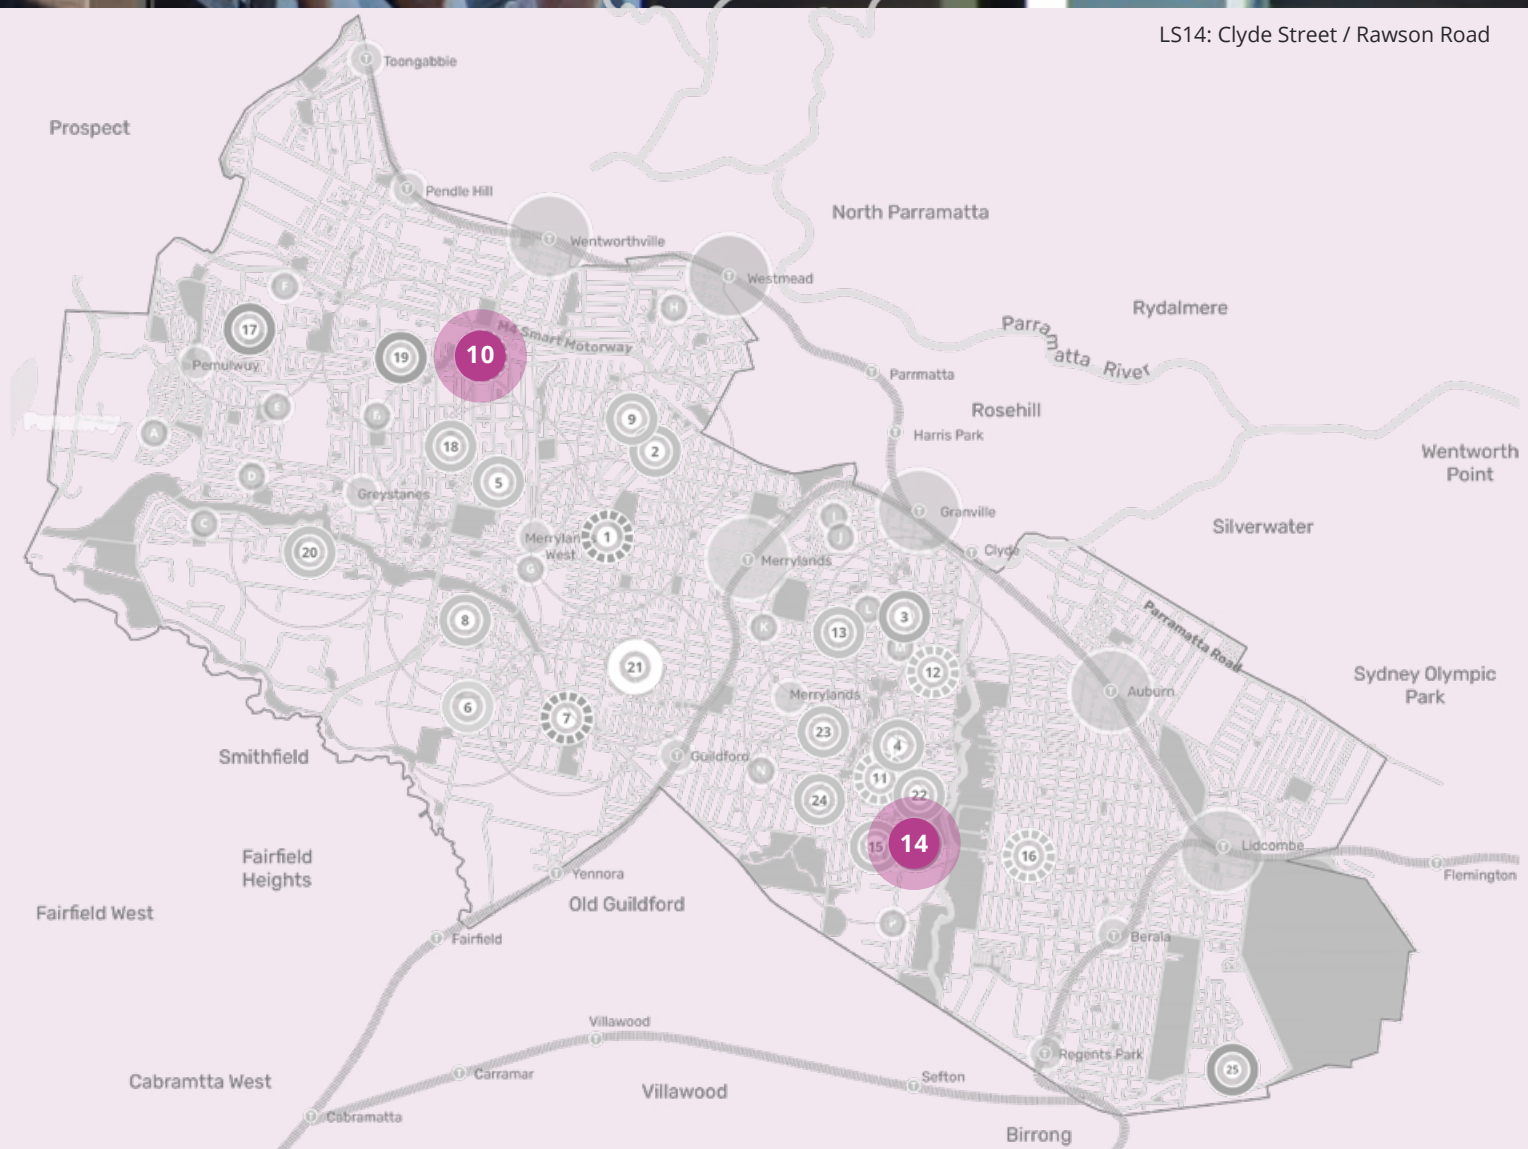 LS14: Clyde Street / Rawson Road
Toongabbie
Prospect
Pendle Hill
North Parramatta
Wentworthville
Westmead
F
H
Rydalmere
17
M4 Smart Motorway
Parramatta River
19
10
Pemulwuy
Parrmatta
E
Rosehill
9
A
Harris Park
18
2
Wentworth
Point
D
5
Greystanes
C
I
Granville
Silverwater
J
20
Merrylan
West
1
Clyde
Merrylands
G
Parramatta Road
L
3
8
K
13
M
21
12
Sydney Olympic
Park
Auburn
Merrylands
6
7
23
4
Smithfield
Guildford
N
11
22
24
15
14
16
Lidcombe
Fairfield
Heights
Flemington
Yennora
Old Guildford
Fairfield West
P
Fairfield
Berala
Villawood
Regents Park
25
Carramar
Sefton
Cabramtta West
Villawood
Cabramatta
Birrong